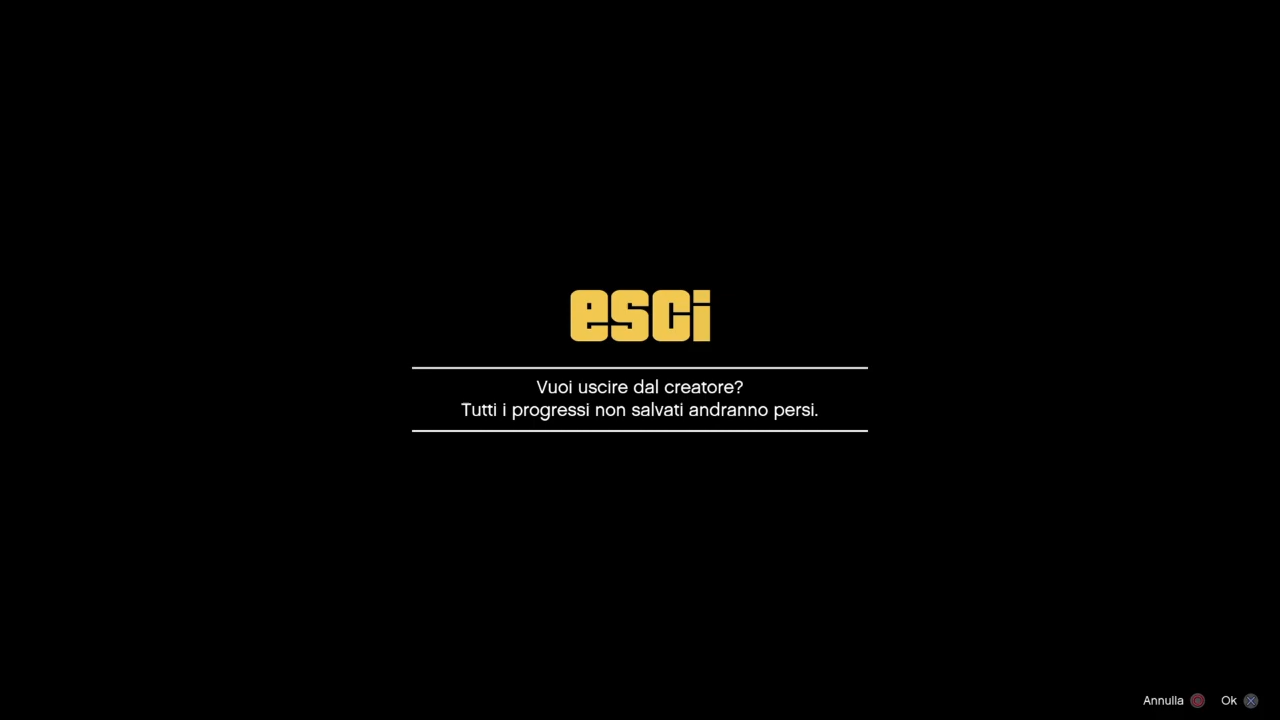 esci
Vuoi uscire dal creatore?
Tutti i progressi non salvati andranno persi.
Annulla Ok